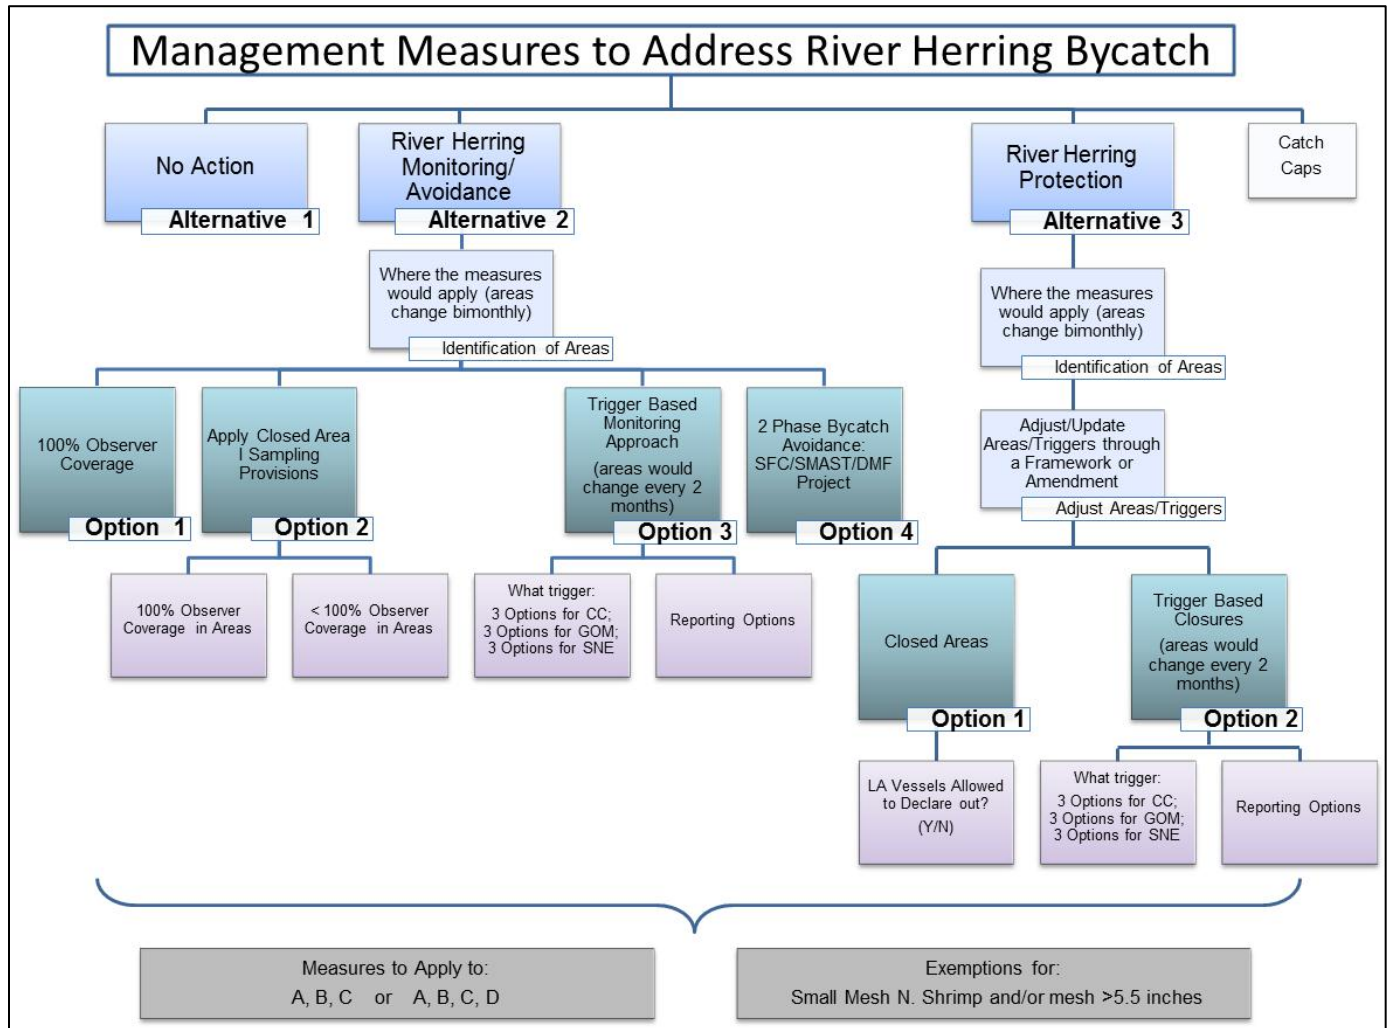 Management Measures to Address River Herring Bycatch
No Action
Alternative 1
River Herring
Monitoring/
Avoidance
Alternative 2
River Herring
Protection
Alternative 3
Catch
Caps
Where the measures
would apply (areas
change bimonthly)
Identification of Areas
Where the measures
would apply (areas
change bimonthly)
Identification of Areas
100% Observer
Coverage
Option 1
Apply Closed Area
I Sampling
Provisions
Option 2
Trigger Based
Monitoring
Approach
(areas would
change every 2
months)
Option 3
2 Phase Bycatch
Avoidance:
SFC/SMAST/DMF
Project
Option 4
Adjust/Update
Areas/Triggers through
a Framework or
Amendment
Adjust Areas/Triggers
100% Observer
Coverage in Areas
< 100% Observer
Coverage in Areas
What trigger:
3 Options for CC;
3 Options for GOM;
3 Options for SNE
Reporting Options
Closed Areas
Option 1
Trigger Based
Closures
(areas would
change every 2
months)
Option 2
LA Vessels Allowed
to Declare out?
(Y/N)
What trigger:
3 Options for CC;
3 Options for GOM;
3 Options for SNE
Reporting Options
Measures to Apply to:
A, B, C or A, B, C, D
Exemptions for:
Small Mesh N. Shrimp and/or mesh >5.5 inches